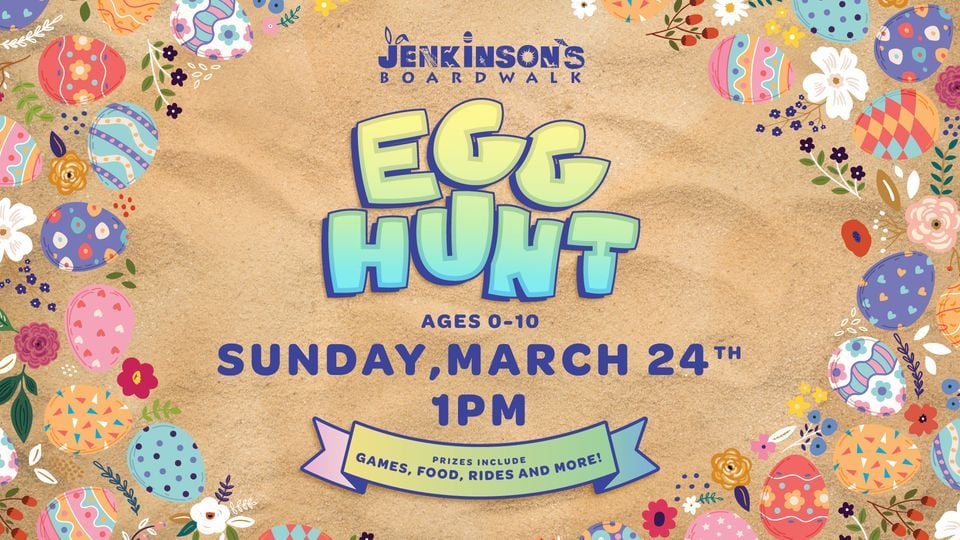 JENKINSON'S
BOARDWALK
EGG
HUNT
AGES 0-10
SUNDAY, MARCH 24TH
1PM
PRIZES INCLUDE
GAMES, FOOD, RIDES AND MORE!